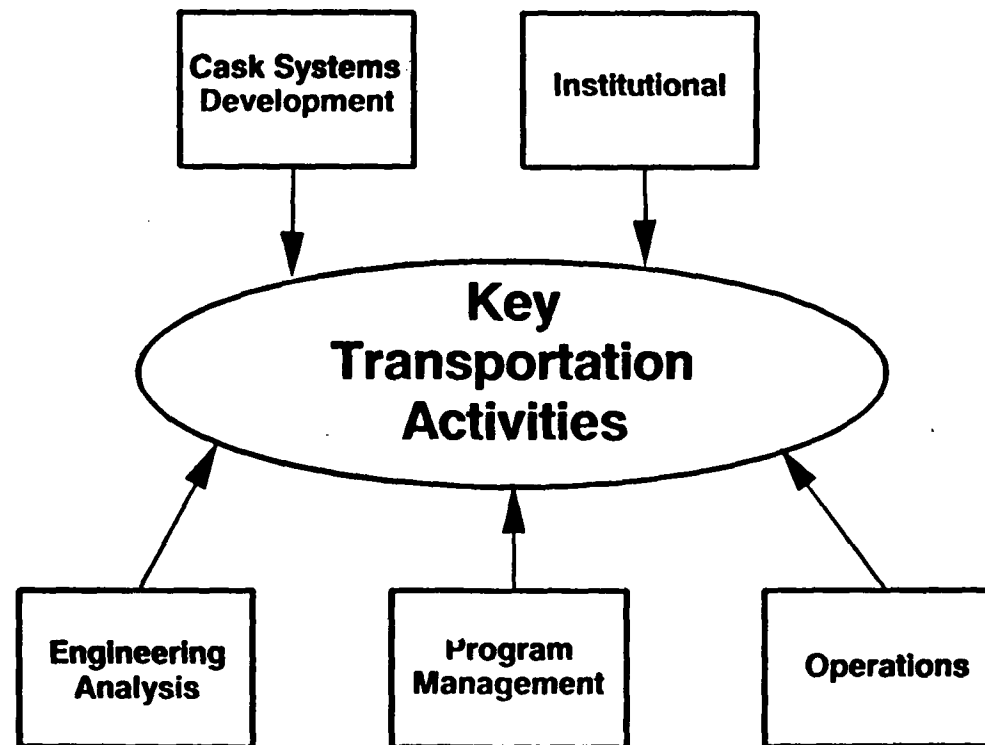 Cask Systems
Development
Institutional
Key
Transportation
Activities
Engineering
Analysis
Program
Management
Operations